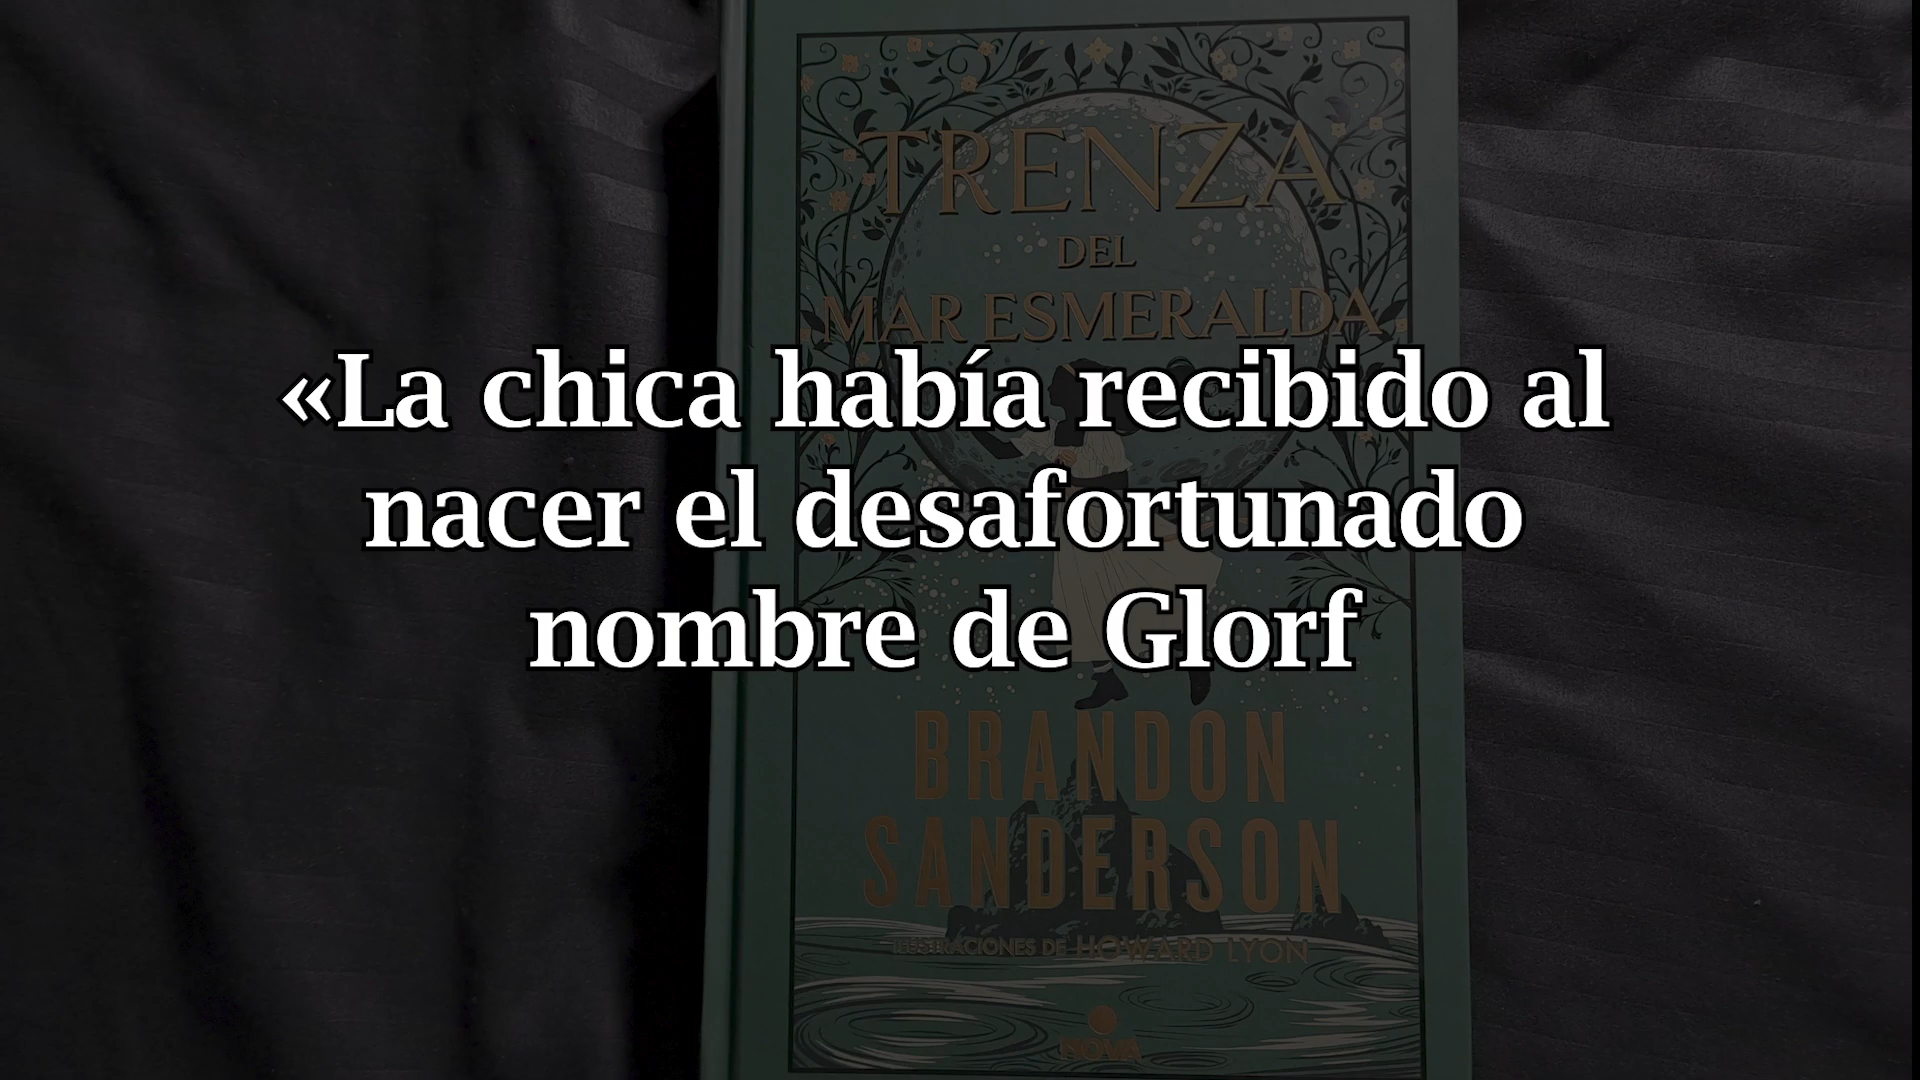 TRENZA
DEL
MAR ESMERALDA
«La chica había recibido al
nacer el desafortunado
nombre de Glorf
BRANDON
SANDERSON
ILUSTRACIONES DE HOWARD LYON
NOVA